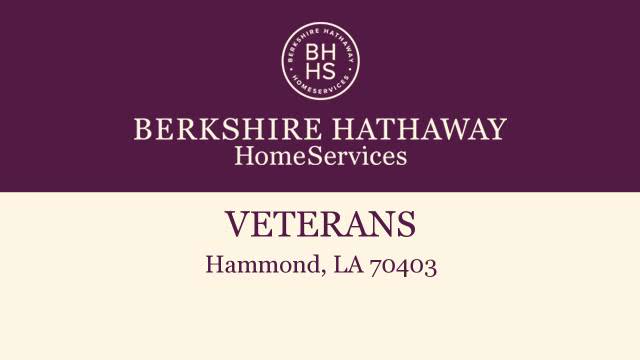 BERKSHIRE HATHAWAY
BH
HS
HOMESERVICES
BERKSHIRE HATHAWAY
HomeServices
VETERANS
Hammond, LA 70403